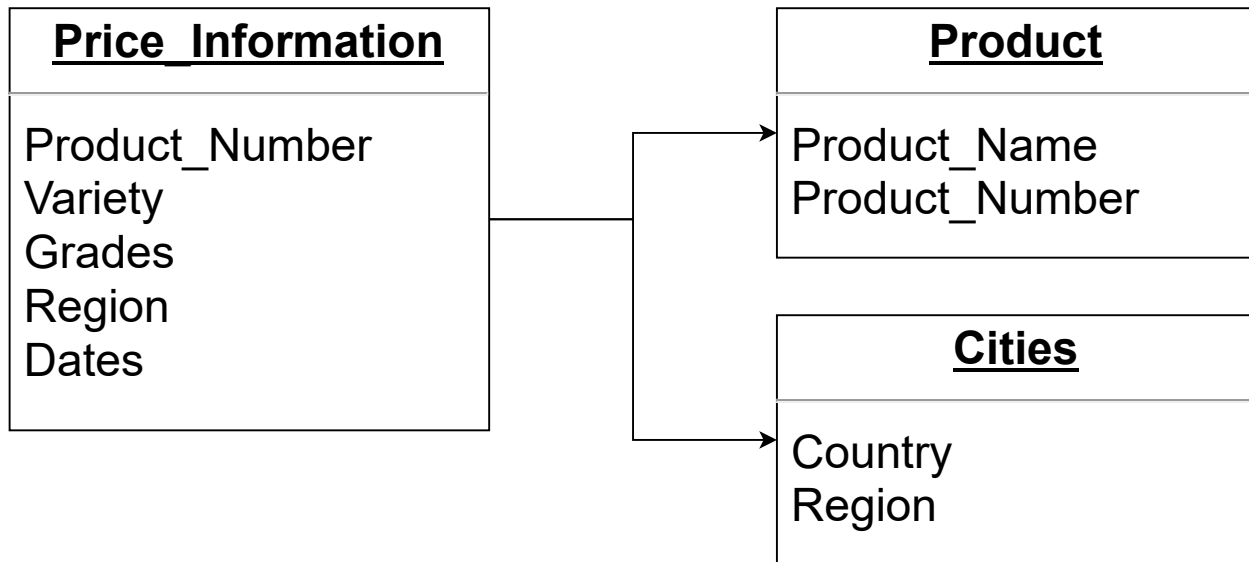 Price_Information
Product_Number
Variety
Grades
Region
Dates
Product
Product_Name
Product_Number
Cities
Country
Region